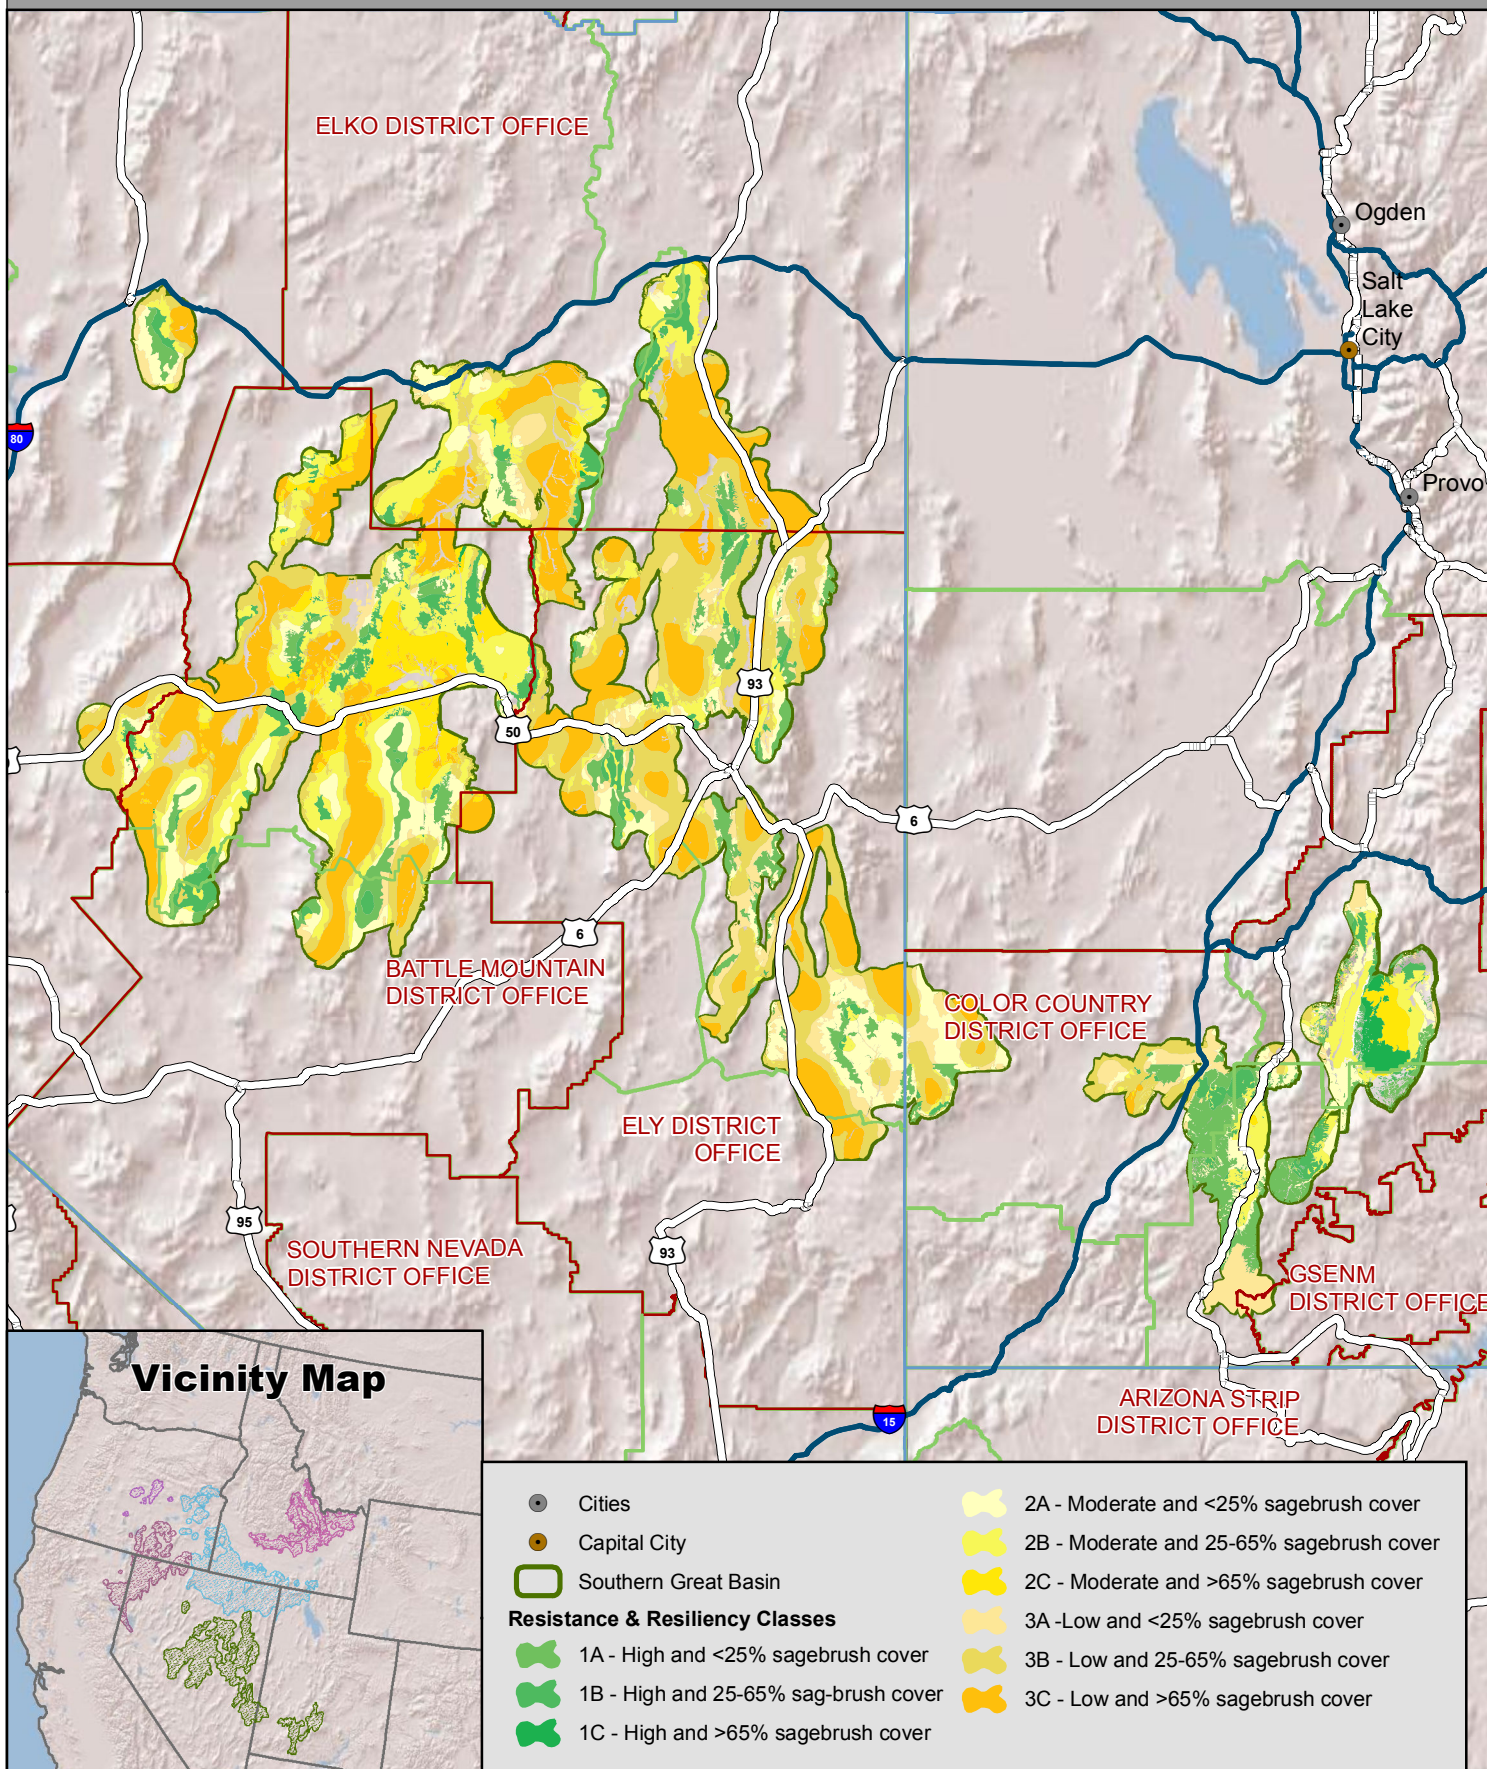 ELKO DISTRICT OFFICE
Ogden
Salt
Lake
City
80
Provo
93
50
6
6
BATTLE MOUNTAIN
DISTRICT OFFICE
COLOR COUNTRY
DISTRICT OFFICE
ELY DISTRICT
OFFICE
95
93
SOUTHERN NEVADA
DISTRICT OFFICE
GSENM
DISTRICT OFFICE
ARIZONA STRIP
DISTRICT OFFICE
15
Vicinity Map
Cities
Capital City
Southern Great Basin
Resistance & Resiliency Classes
1A - High and <25% sagebrush cover
1B - High and 25-65% sag-brush cover
1C - High and >65% sagebrush cover
2A - Moderate and <25% sagebrush cover
2B - Moderate and 25-65% sagebrush cover
2C - Moderate and >65% sagebrush cover
3A -Low and <25% sagebrush cover
3B - Low and 25-65% sagebrush cover
3C - Low and >65% sagebrush cover